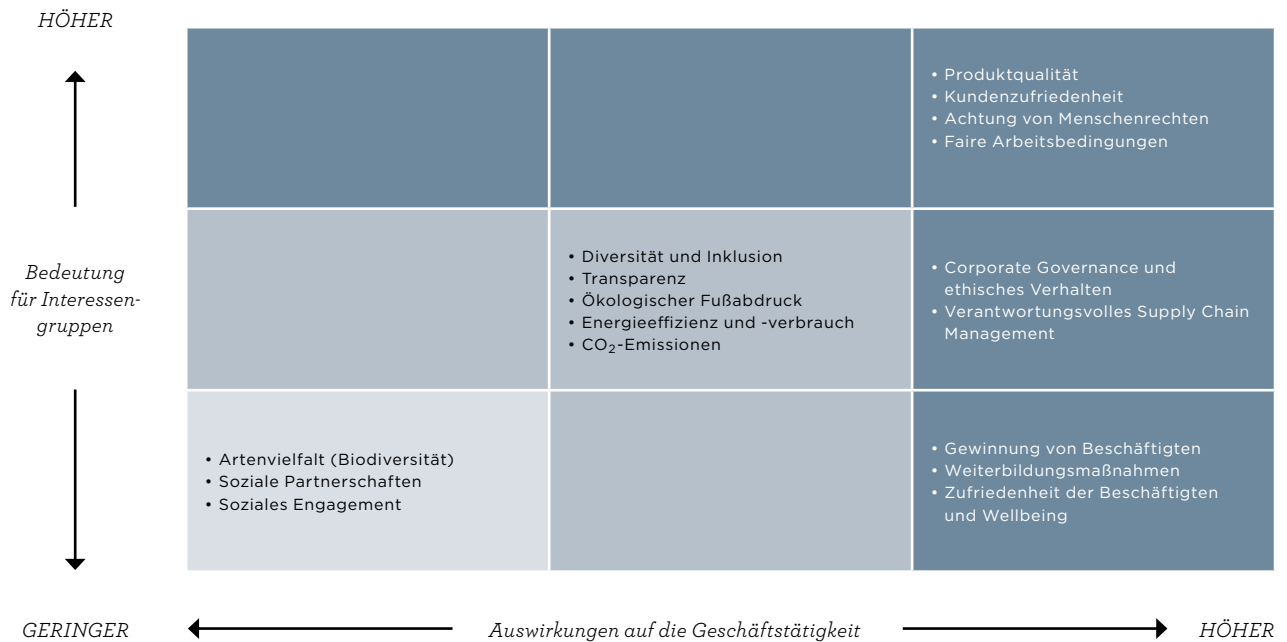 HÖHER
• Produktqualität
• Kundenzufriedenheit
• Achtung von Menschenrechten
• Faire Arbeitsbedingungen
Bedeutung
für Interessen-
gruppen
• Diversität und Inklusion
• Transparenz
• Ökologischer Fußabdruck
• Energieeffizienz und -verbrauch
• CO₂-Emissionen
• Corporate Governance und
ethisches Verhalten
• Verantwortungsvolles Supply Chain
Management
• Artenvielfalt (Biodiversität)
• Soziale Partnerschaften
• Soziales Engagement
• Gewinnung von Beschäftigten
• Weiterbildungsmaßnahmen
• Zufriedenheit der Beschäftigten
und Wellbeing
GERINGER
Auswirkungen auf die Geschäftstätigkeit
HÖHER